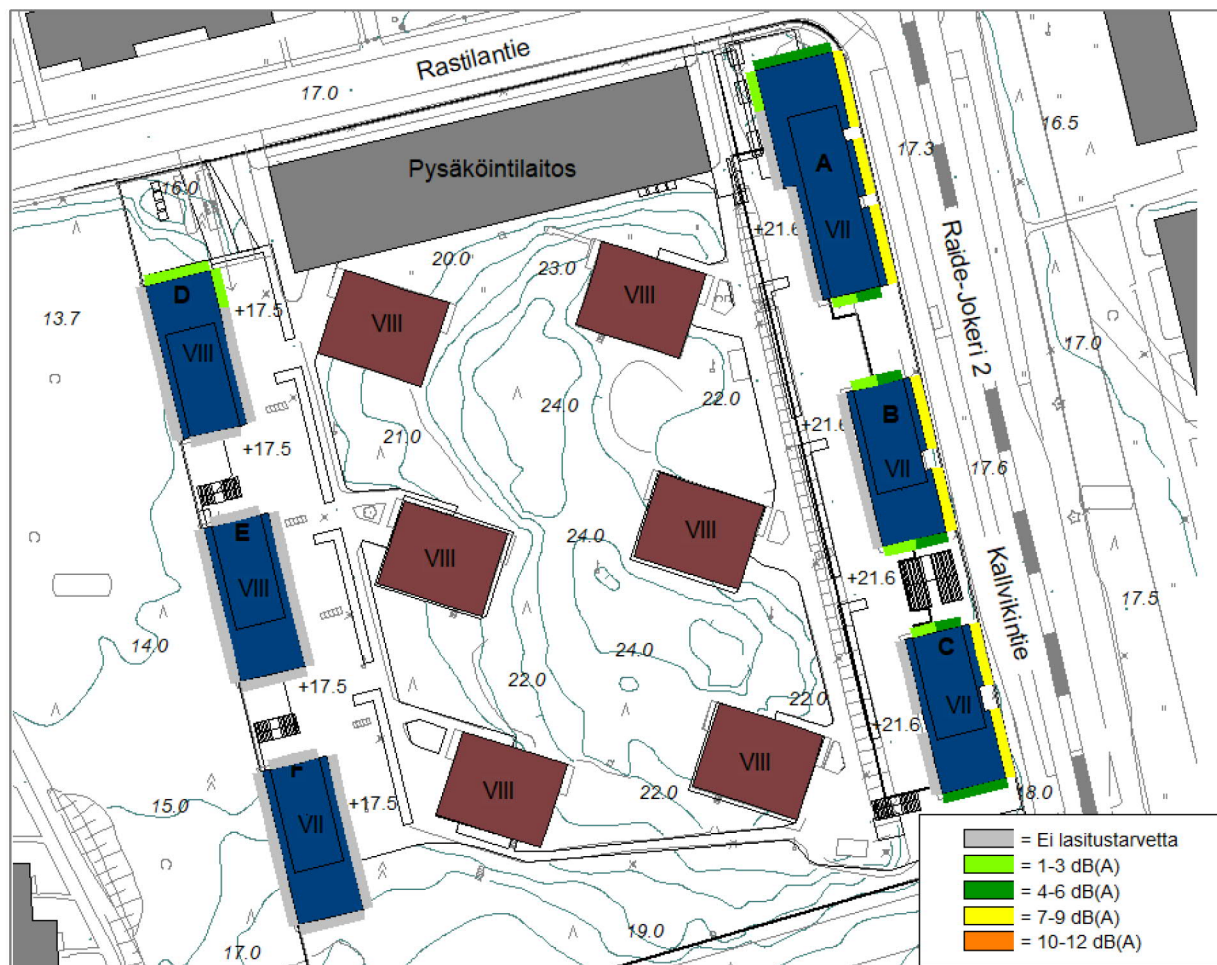 Rastilantie
17.0
Pysäköintilaitos
16.0
A
VII
17.3
16.5
+21.6
20.0
23.0
D
VIII
+17.5
13.7
VIII
VIII
Raide-Jokeri 2
17.0
24.0
22.0
B
VII
+21.6
17.6
21.0
+17.5
E
VIII
VIII
VIII
24.0
+21.6
Kallvikintie
17.5
14.0
24.0
C
VII
22.0
22.0
+17.5
+21.6
F
VII
VIII
VIII
15.0
+17.5
22.0
18.0
17.0
19.0
= Ei lasitustarvetta
= 1-3 dB(A)
= 4-6 dB(A)
= 7-9 dB(A)
= 10-12 dB(A)